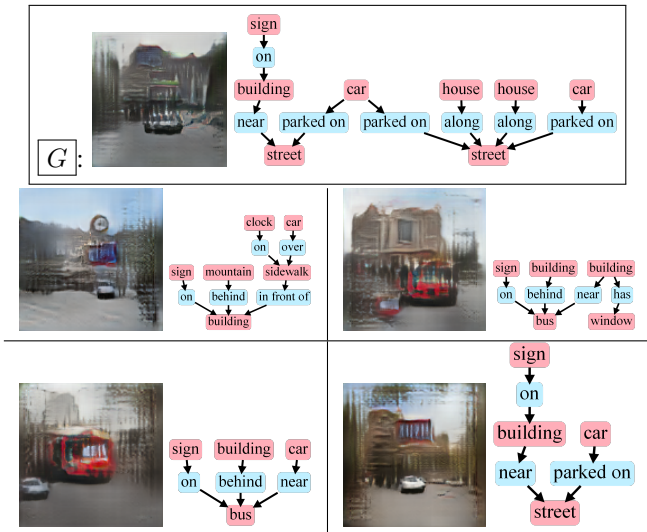 sign
on
building car house house car
near parked on parked on along along parked on
G :
street street
clock car
on over
sign mountain sidewalk
on behind in front of
building
sign building building
on behind near has
bus window
sign building car
on behind near
bus
sign
on
building car
near parked on
street